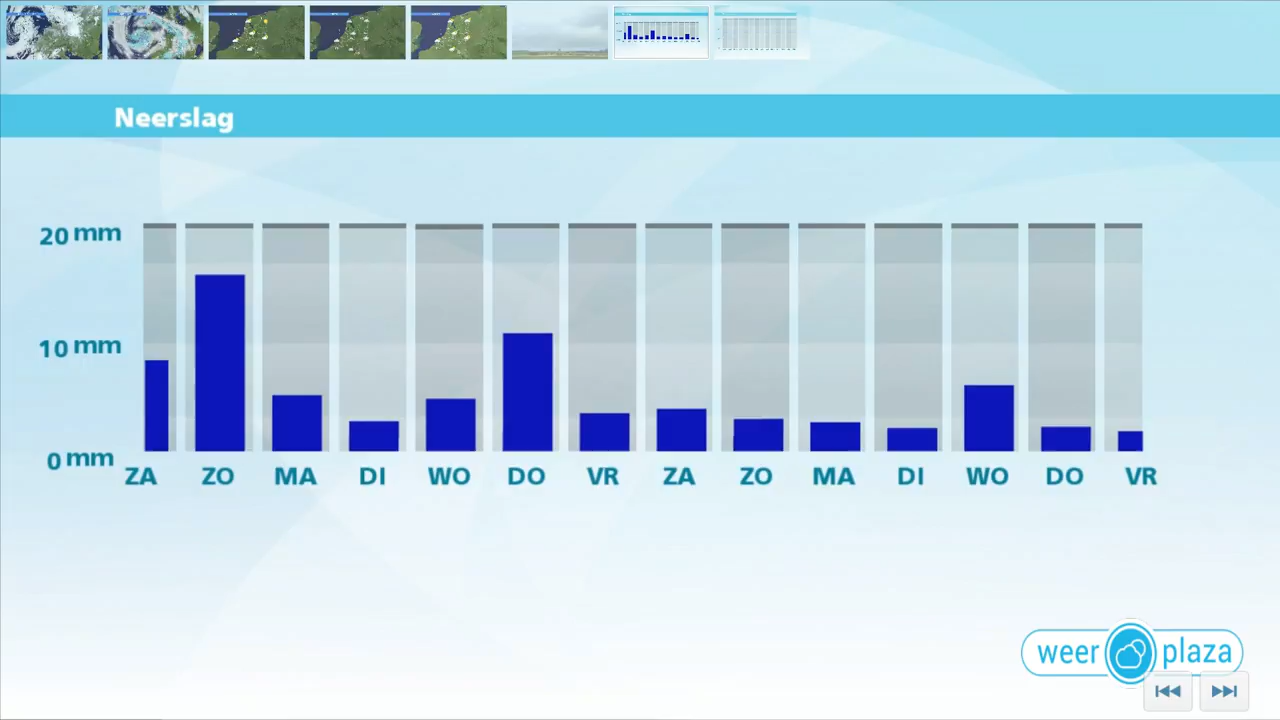 Neerslag
20 mm
10 mm
0 mm
ZA ZO MA DI WO DO VR ZA ZO MA DI WO DO VR
weer plaza